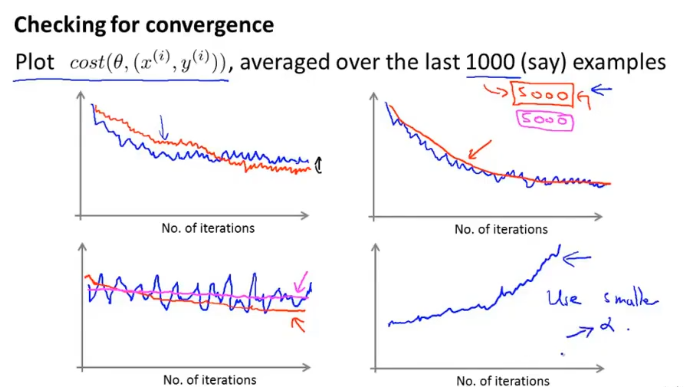 Checking for convergence
Plot cost(θ, (x⁽ⁱ⁾, y⁽ⁱ⁾)), averaged over the last 1000 (say) examples
5000
5000
No. of iterations
No. of iterations
Use smaller
α.
No. of iterations
No. of iterations